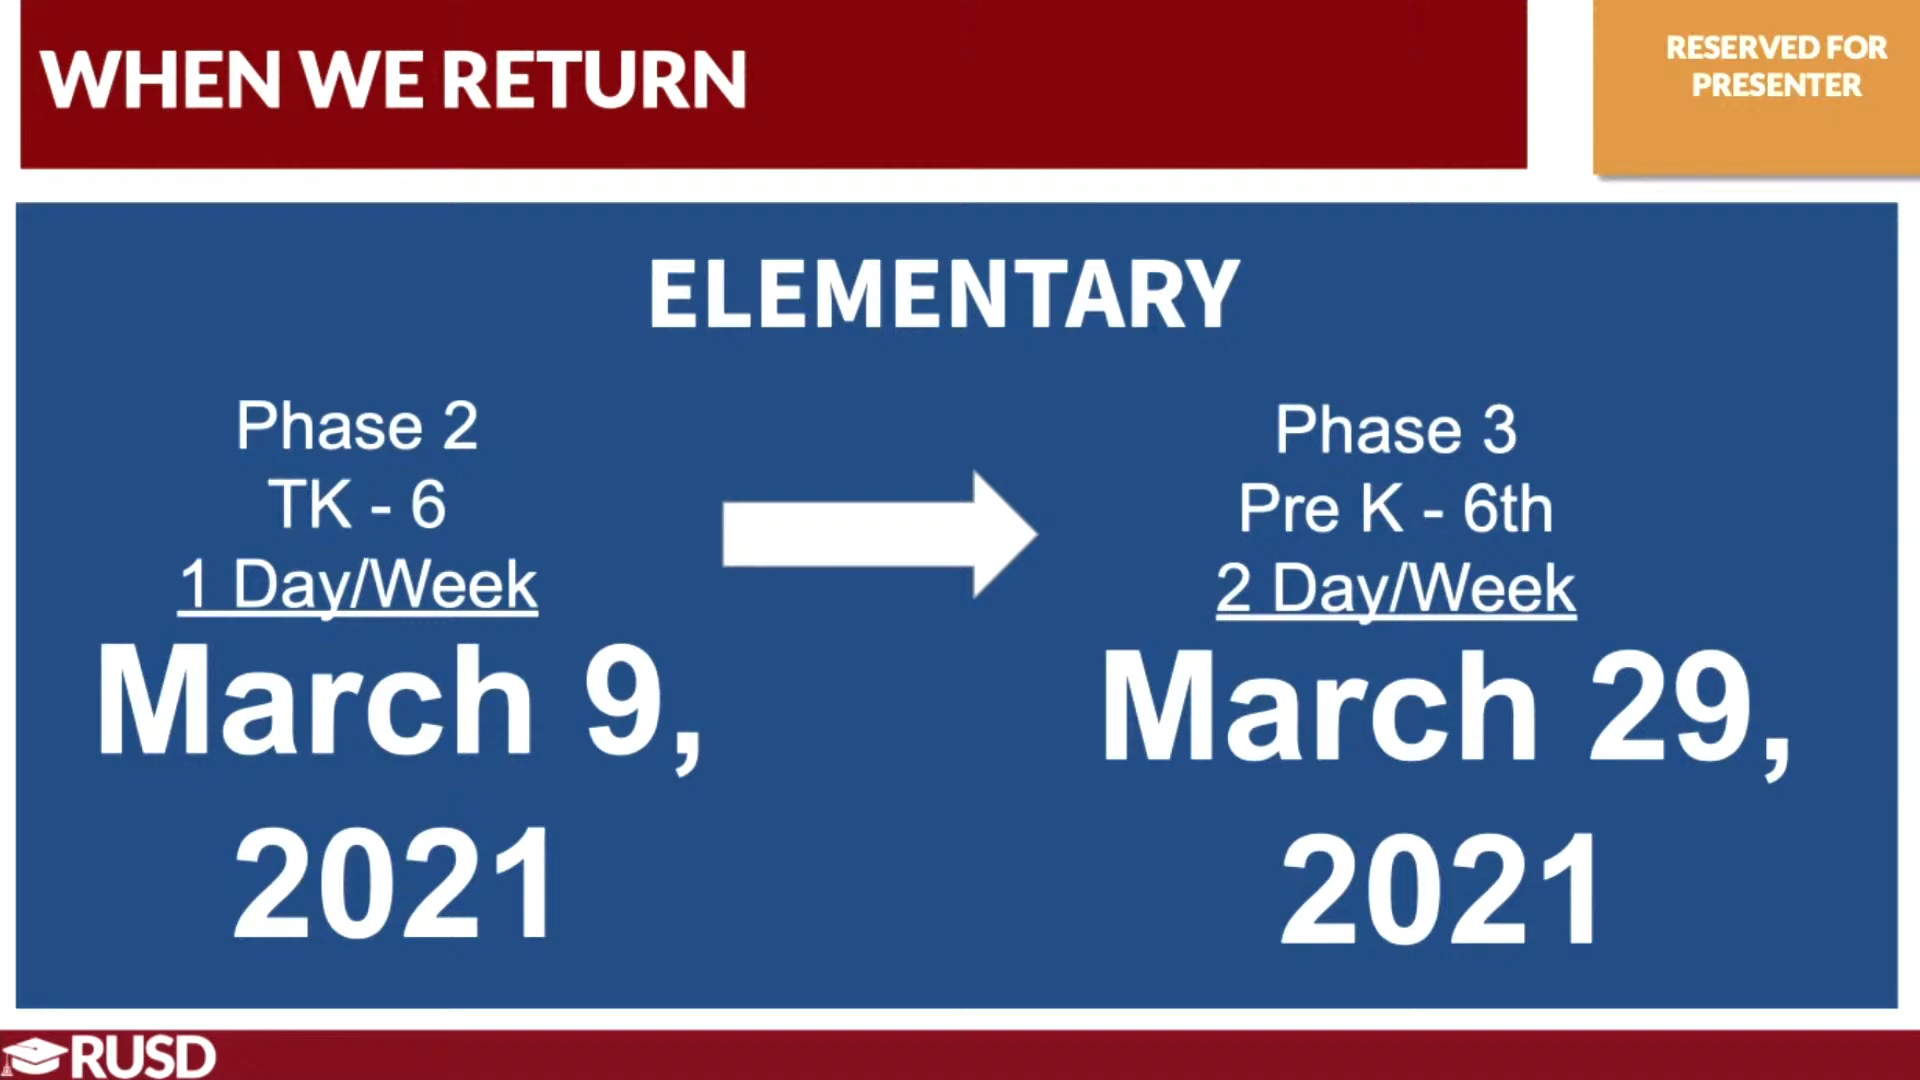 WHEN WE RETURN
RESERVED FOR
PRESENTER
ELEMENTARY
Phase 2
TK - 6
1 Day/Week
March 9,
2021
Phase 3
Pre K - 6th
2 Day/Week
March 29,
2021
RUSD